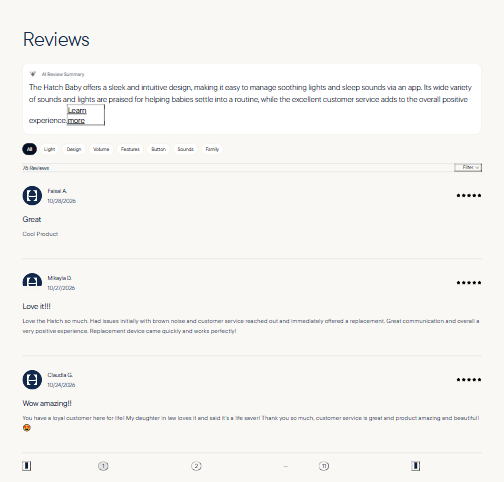 Reviews
AI Review Summary
The Hatch Baby offers a sleek and intuitive design, making it easy to manage soothing lights and sleep sounds via an app. Its wide variety
of sounds and lights are praised for helping babies settle into a routine, while the excellent customer service adds to the overall positive
experience.Learn
more
All Light Design Volume Features Button Sounds Family
75 Reviews Filter
Faisal A.
10/28/2026
Great
Cool Product
Mikayla D.
10/27/2026
Love it!!!
Love the Hatch so much. Had issues initially with brown noise and customer service reached out and immediately offered a replacement. Great communication and overall a
very positive experience. Replacement device came quickly and works perfectly!
Claudia G.
10/24/2026
Wow amazing!!
You have a loyal customer here for life! My daughter in law loves it and said it's a life saver! Thank you so much, customer service is great and product amazing and beautiful!
😍
1 2 ... 11